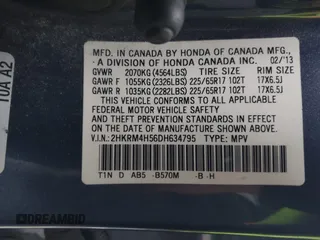 MFD. IN CANADA BY HONDA OF CANADA MFG.,
A DIVISION OF HONDA CANADA INC. 02/'13
GVWR 2070KG (4564LBS) TIRE SIZE RIM SIZE
GAWR F 1055KG (2326LBS) 225/65R17 102T 17X6.5J
GAWR R 1035KG (2282LBS) 225/65R17 102T 17X6.5J
THIS VEHICLE CONFORMS TO ALL APPLICABLE
FEDERAL MOTOR VEHICLE SAFETY
AND THEFT PREVENTION STANDARDS IN EFFECT
ON THE DATE OF MANUFACTURE SHOWN ABOVE.
V.I.N.: 2HKRM4H56DH634795 TYPE: MPV
T1N D AB5 -B570M -B-H
10A A2
© DREAMBID